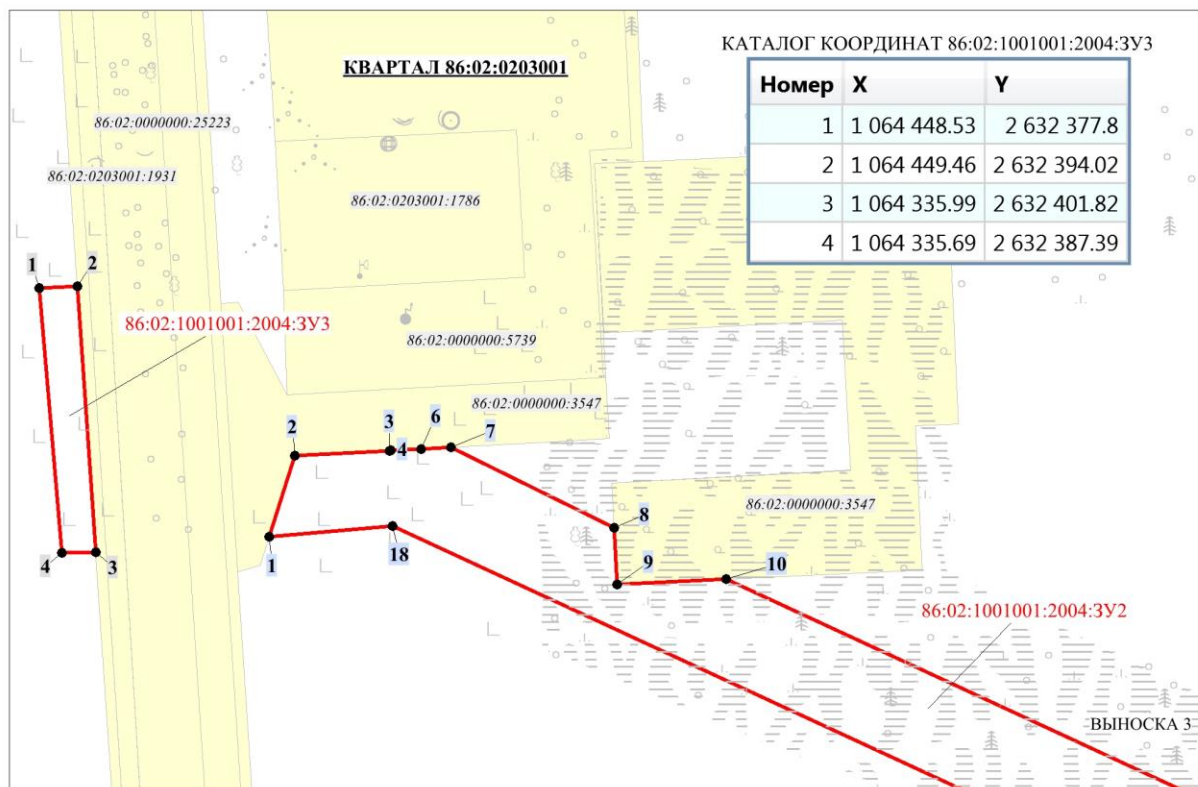 КАТАЛОГ КООРДИНАТ 86:02:1001001:2004:ЗУ3
Номер X Y
1 1 064 448.53 2 632 377.8
2 1 064 449.46 2 632 394.02
3 1 064 335.99 2 632 401.82
4 1 064 335.69 2 632 387.39
КВАРТАЛ 86:02:0203001
86:02:0000000:25223
86:02:0203001:1931
86:02:0203001:1786
1 2
86:02:1001001:2004:ЗУ3
86:02:0000000:5739
86:02:0000000:3547
2 3 4 6 7
86:02:0000000:3547
8
4 3 1 18
9 10
86:02:1001001:2004:ЗУ2
ВЫНОСКА 3